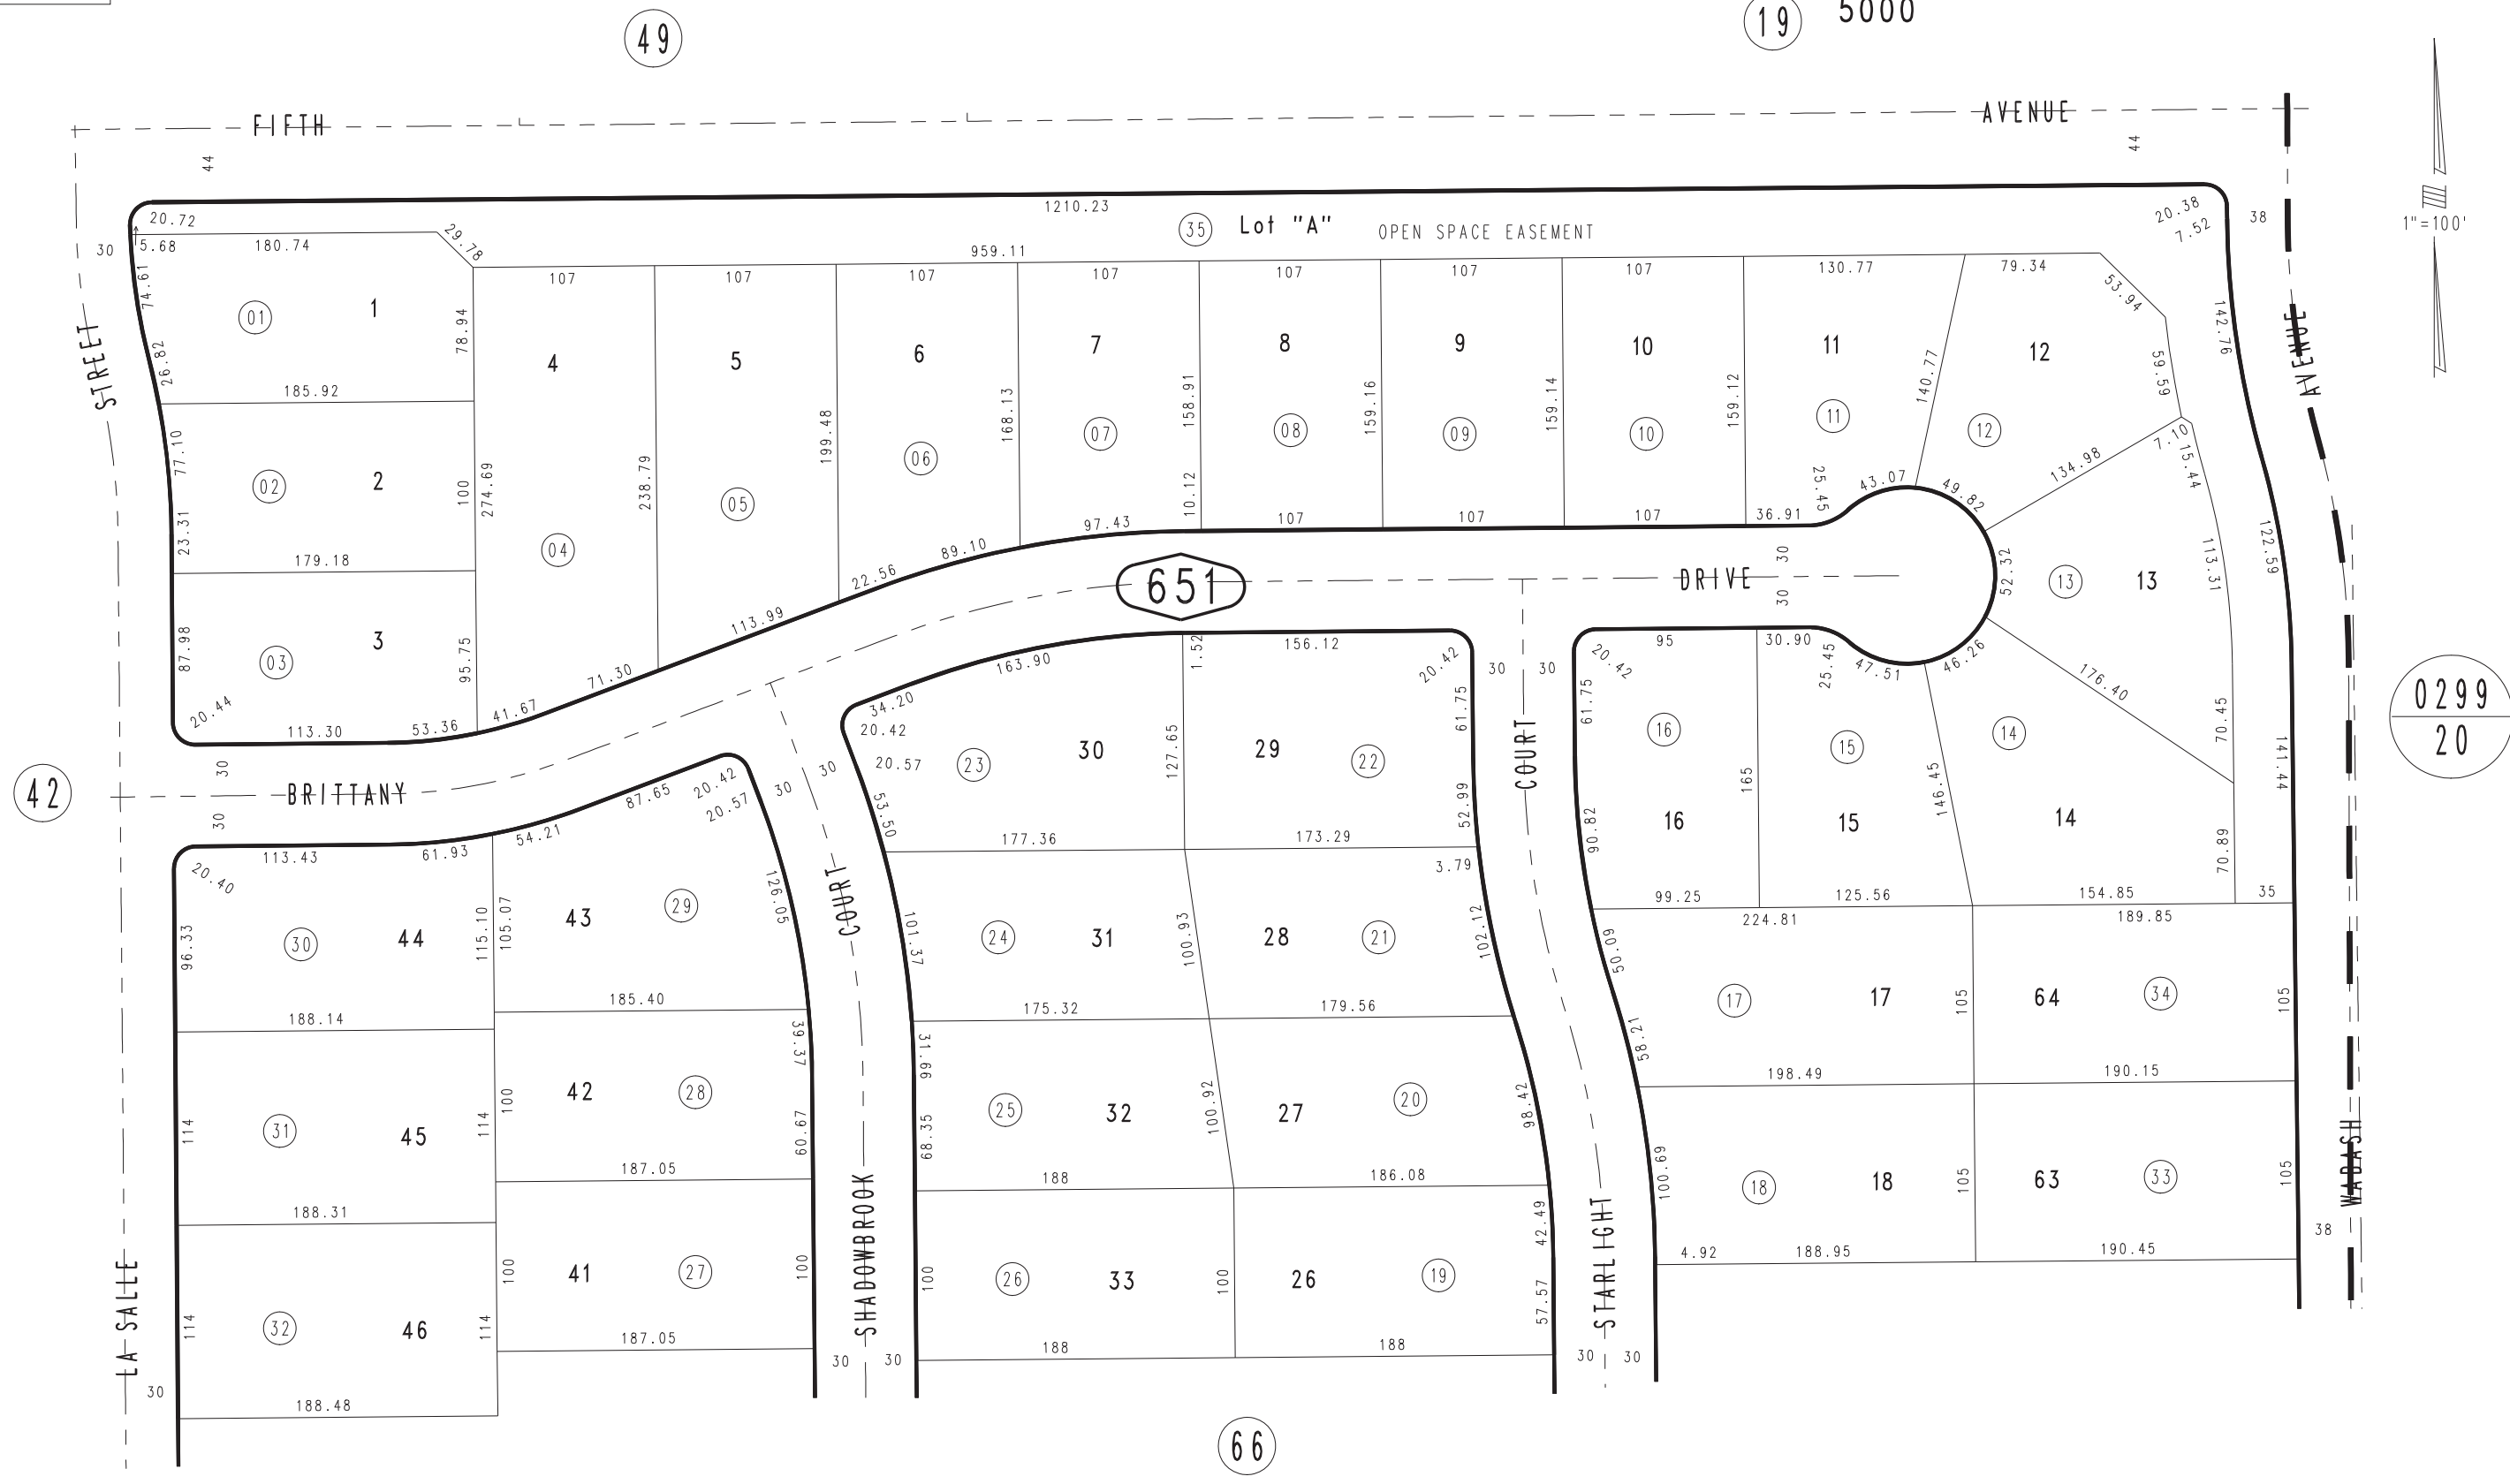 49
19 5000
FIFTH AVENUE
44 44
1"=100'
20.72 1210.23 20.38
30 5.68 180.74 29.78 35 Lot "A" OPEN SPACE EASEMENT 7.52 38
959.11
107 107 107 107 107 107 107 130.77 79.34 53.94
74.61 01 1 78.94 142.76
STREET 4 5 6 7 8 9 10 11 12 AVENUE
26.82 185.92 140.77 59.59
238.79 199.48 168.13 158.91 159.16 159.14 159.12
77.10 02 2 100 274.69 04 05 06 07 08 09 10 11 12
134.98 7.10 15.44
23.31 179.18 10.12 25.45 43.07 49.82
97.43 107 107 107 36.91
89.10 22.56 113.99 71.30 41.67
651 DRIVE 30 30 52.32 13 13 113.31 122.59
87.98 03 3 95.75
20.44 113.30 53.36
163.90 1.52 156.12 20.42 30 30 20.42 95 30.90 25.45 47.51 46.26 176.40
34.20 20.42 20.57 23 30 127.65 29 22 61.75 COURT 61.75 16 15 14 70.45
0299
20
42 30 BRITTANY 30 87.65 20.42 20.57 30 30
53.50 177.36 173.29 52.99 90.82 16 165 15 146.45 14 70.89 141.44
113.43 61.93 54.21 3.79
20.40 126.05 COURT 99.25 125.56 154.85 35
96.33 30 44 115.10 105.07 43 29 101.37 24 31 100.93 28 21 102.12 50.09 224.81 189.85
188.14 185.40 175.32 179.56 17 17 105 64 34 105
39.37 31.66 58.21
198.49 190.15
114 31 45 114 100 42 28 60.67 68.35 25 32 100.92 27 20 98.42
188.31 187.05 188 186.08 100.69 18 18 105 63 33 105 WABASH
42.49 38
4.92 188.95 190.45
114 32 46 114 100 41 27 100 SHADOWBROOK 100 26 33 100 26 19 57.57 STARLIGHT
LA SALLE 187.05 188 188
30 30 30 30 30
188.48
66